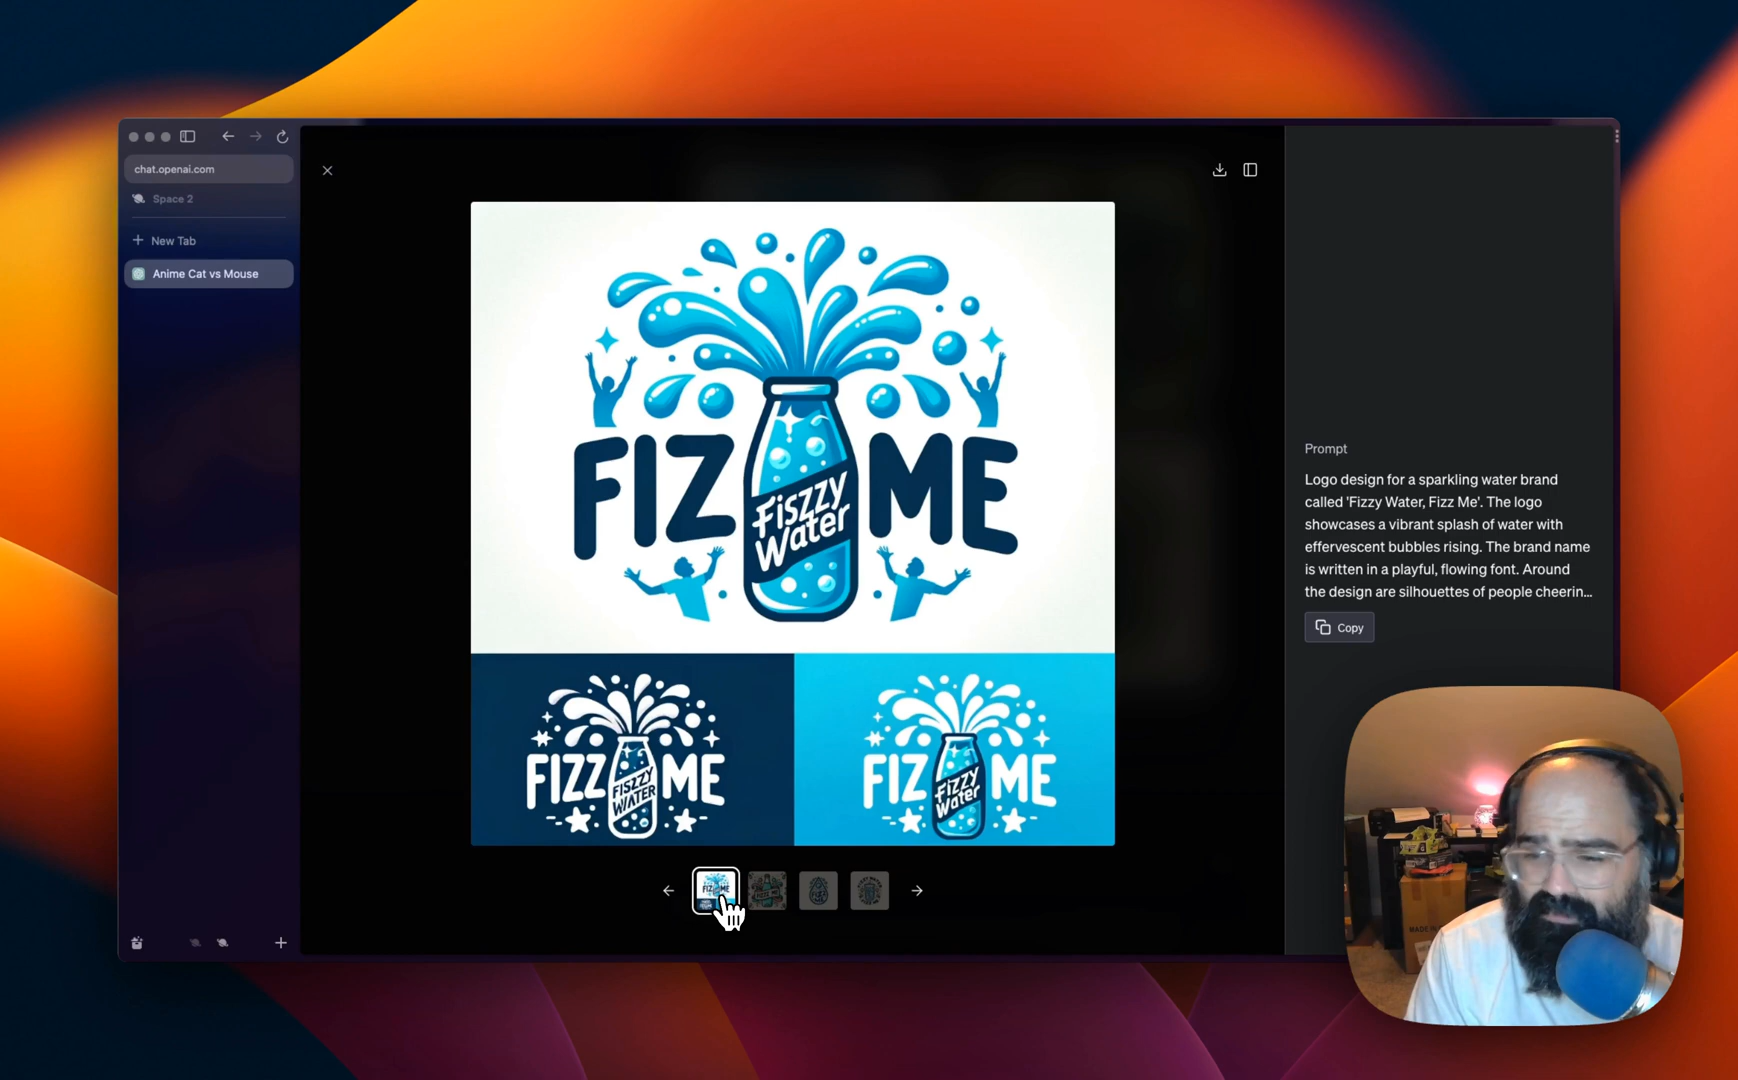 chat.openai.com
Space 2
New Tab
Anime Cat vs Mouse
FIZ ME
Fiszzy
Water
FIZZ ME
FISZZY
WATER
FIZ ME
Fizzy
Water
Prompt
Logo design for a sparkling water brand
called 'Fizzy Water, Fizz Me'. The logo
showcases a vibrant splash of water with
effervescent bubbles rising. The brand name
is written in a playful, flowing font. Around
the design are silhouettes of people cheerin...
Copy